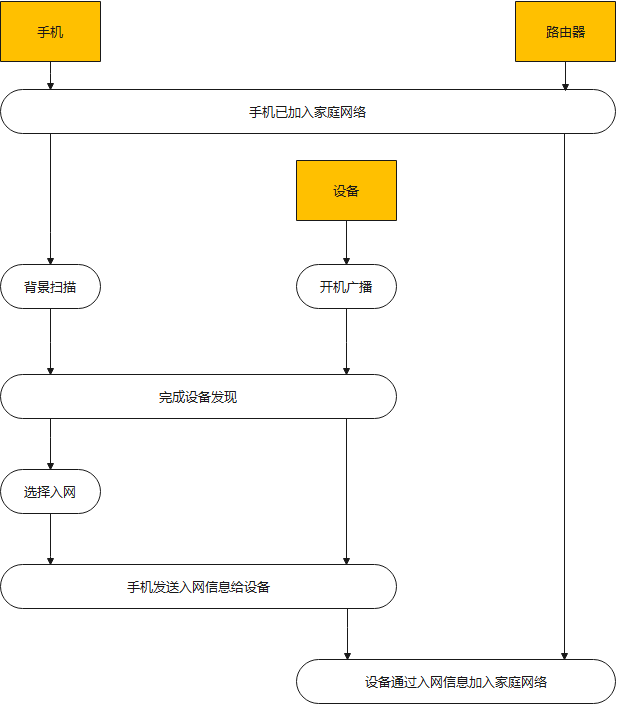 手机
路由器
手机已加入家庭网络
设备
背景扫描
开机广播
完成设备发现
选择入网
手机发送入网信息给设备
设备通过入网信息加入家庭网络